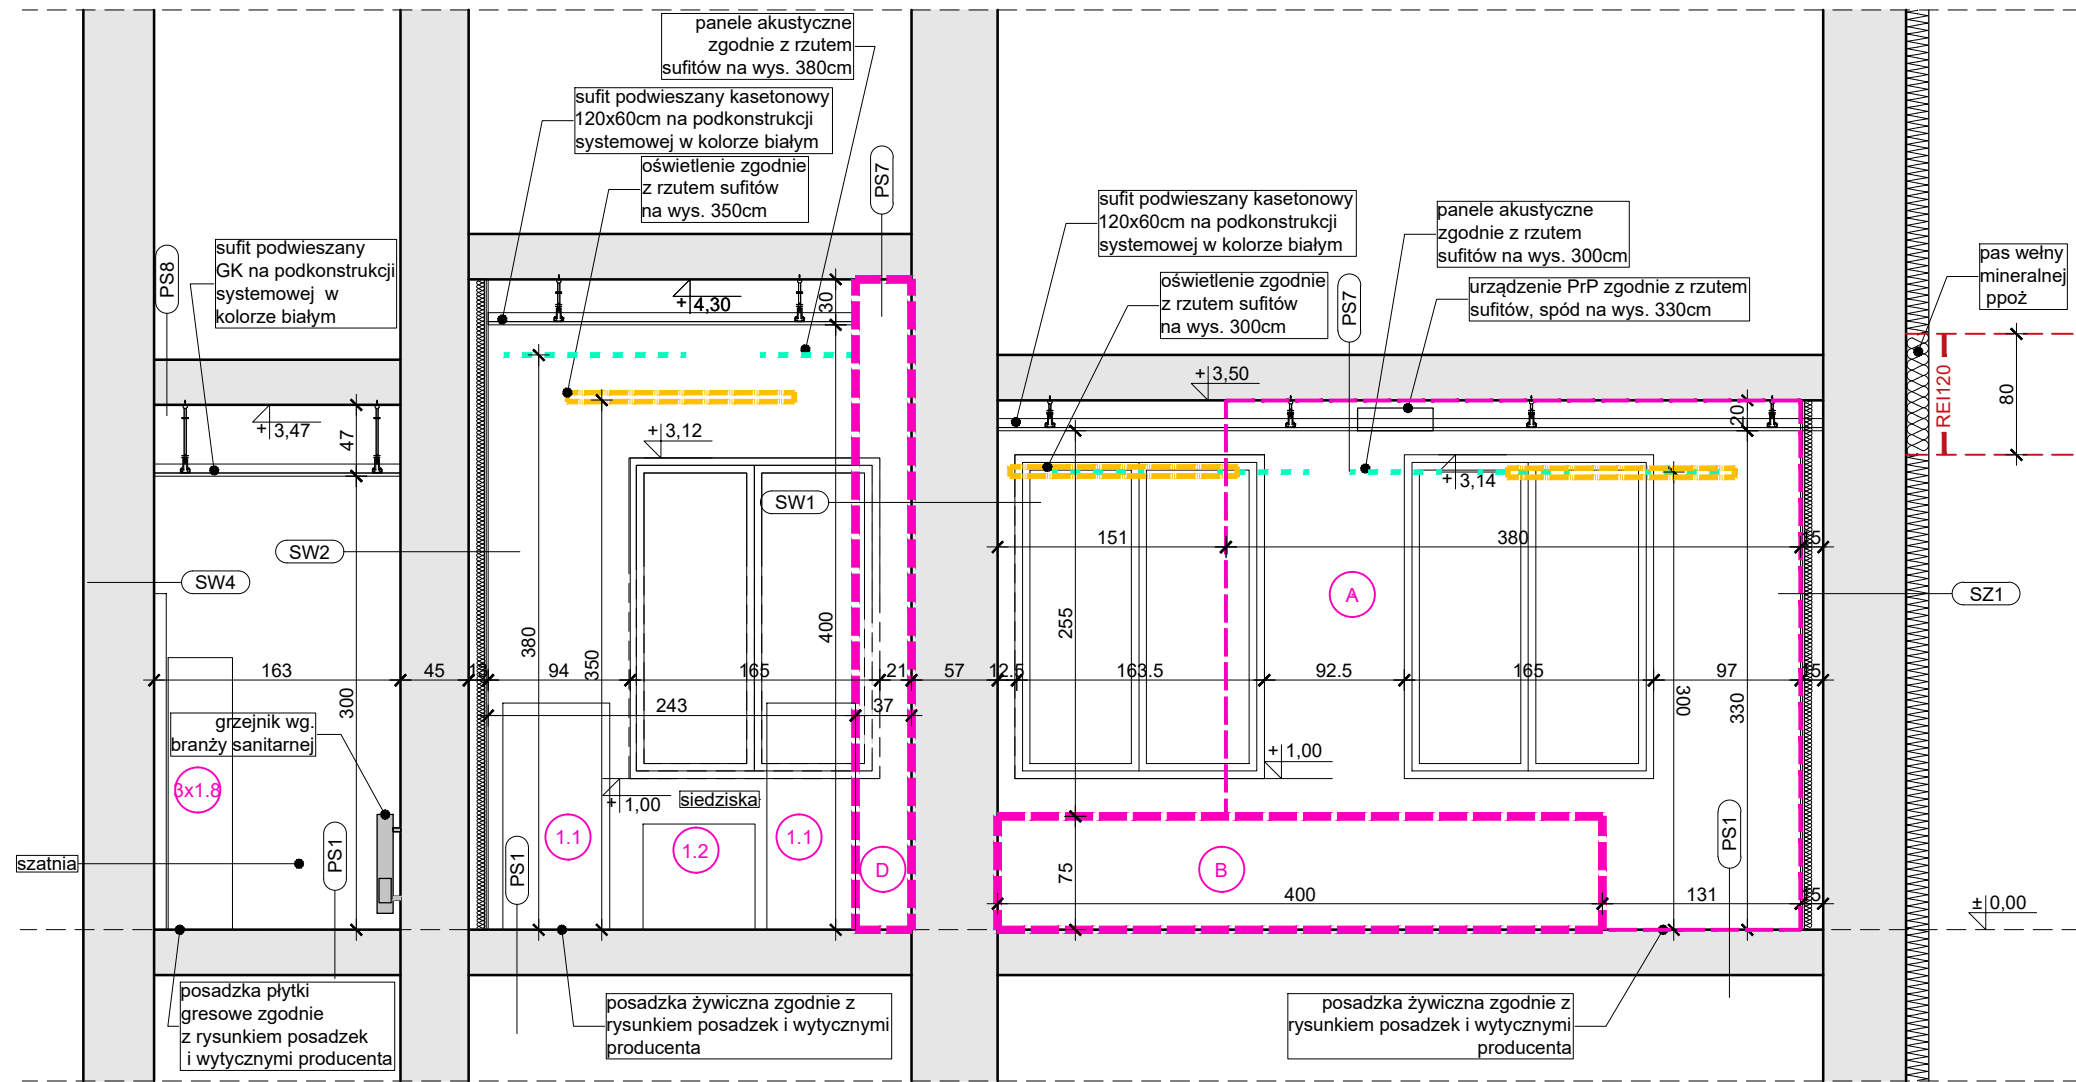 panele akustyczne
zgodnie z rzutem
sufitów na wys. 380cm
sufit podwieszany kasetonowy
120x60cm na podkonstrukcji
systemowej w kolorze białym
oświetlenie zgodnie
z rzutem sufitów
na wys. 350cm
PS7
sufit podwieszany
GK na podkonstrukcji
systemowej w
kolorze białym
PS8
sufit podwieszany kasetonowy
120x60cm na podkonstrukcji
systemowej w kolorze białym
panele akustyczne
zgodnie z rzutem
sufitów na wys. 300cm
oświetlenie zgodnie
z rzutem sufitów
na wys. 300cm
PS7
urządzenie PrP zgodnie z rzutem
sufitów, spód na wys. 330cm
pas wełny
mineralnej
ppoż
REI120
80
+4,30
30
+3,50
20
+3,47
47
+3,12
+3,14
SW1
SW2
SW4
SZ1
151
380
15
A
255
380
350
400
163
45
94
165
21
57
12.5
163.5
92.5
165
97
15
243
37
300
300
330
grzejnik wg.
branży sanitarnej
3x1.8
+1,00
siedziska
+1,00
1.1
1.2
1.1
D
B
PS1
PS1
PS1
szatnia
75
400
131
15
±0,00
posadzka płytki
gresowe zgodnie
z rysunkiem posadzek
i wytycznymi producenta
posadzka żywiczna zgodnie z
rysunkiem posadzek i wytycznymi
producenta
posadzka żywiczna zgodnie z
rysunkiem posadzek i wytycznymi
producenta